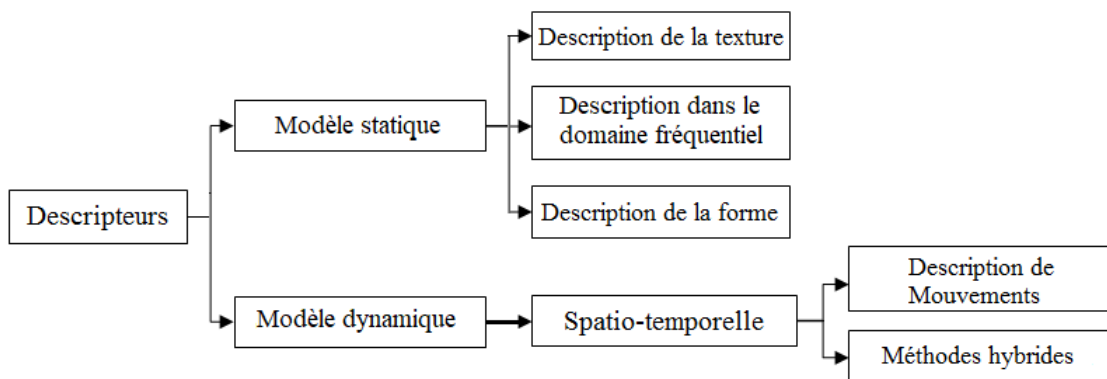 Description de la texture
Modèle statique
Description dans le
domaine fréquentiel
Descripteurs
Description de la forme
Modèle dynamique
Spatio-temporelle
Description de
Mouvements
Méthodes hybrides